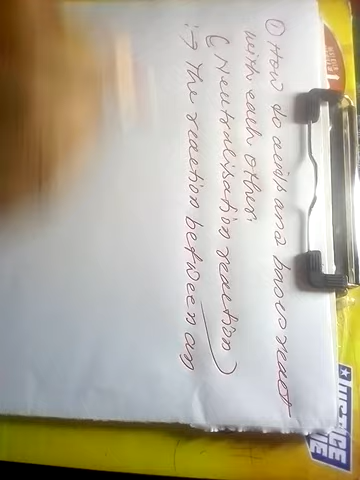 ① How do acids and bases react
with each other.
(Neutralisation reaction)
:→ The reaction between an